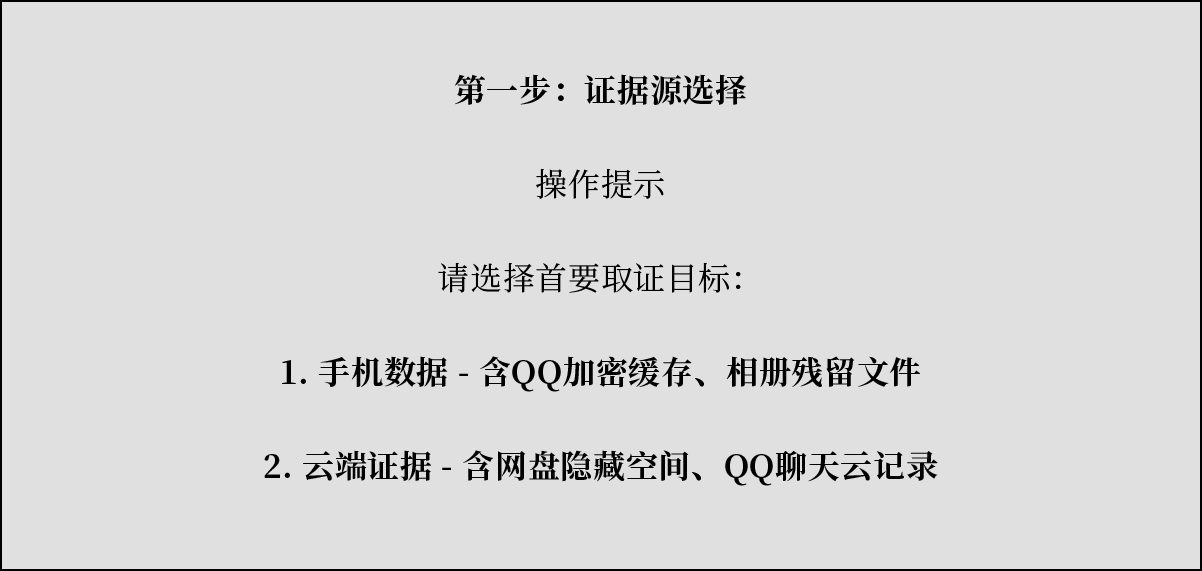 第一步：证据源选择
操作提示
请选择首要取证目标：
1. 手机数据 - 含QQ加密缓存、相册残留文件
2. 云端证据 - 含网盘隐藏空间、QQ聊天云记录